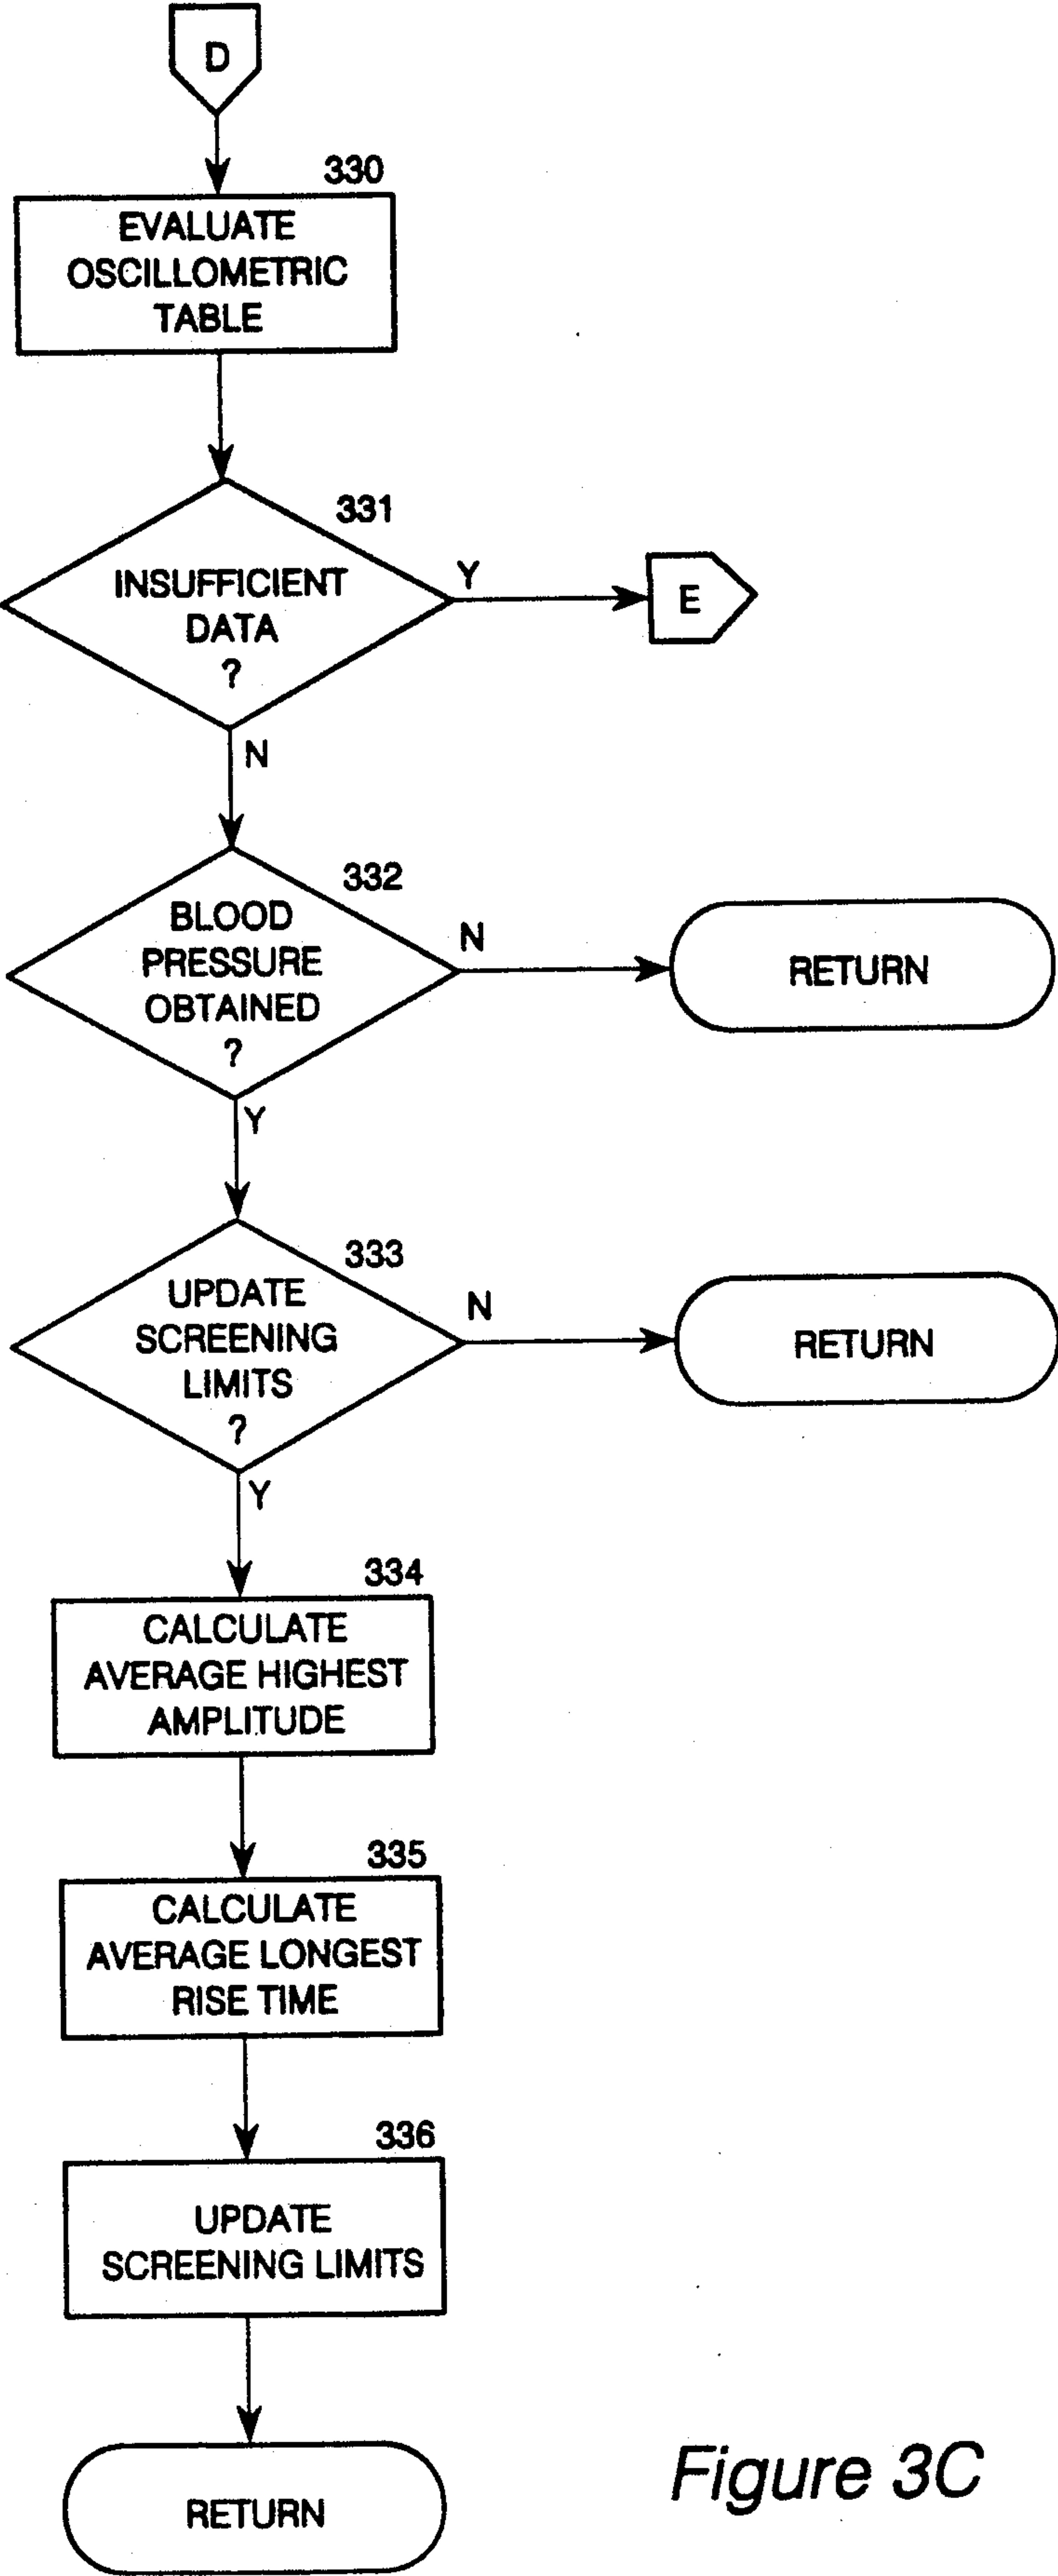 D
330
EVALUATE
OSCILLOMETRIC
TABLE
331
INSUFFICIENT
DATA
?
Y
E
N
332
BLOOD
PRESSURE
OBTAINED
?
N
RETURN
Y
333
UPDATE
SCREENING
LIMITS
?
N
RETURN
Y
334
CALCULATE
AVERAGE HIGHEST
AMPLITUDE
335
CALCULATE
AVERAGE LONGEST
RISE TIME
336
UPDATE
SCREENING LIMITS
RETURN
Figure 3C